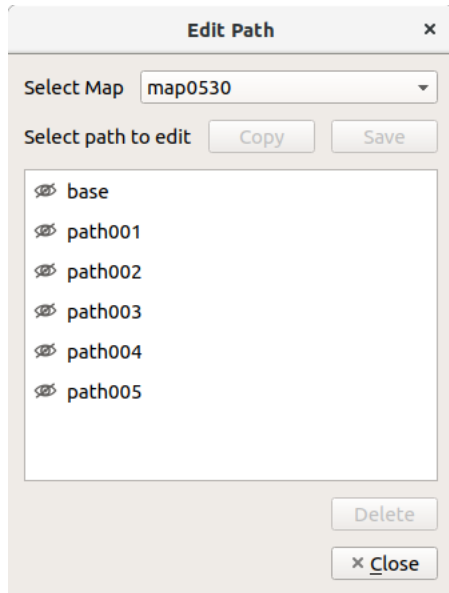 Edit Path ×
Select Map map0530
Select path to edit Copy Save
base
path001
path002
path003
path004
path005
Delete
× Close